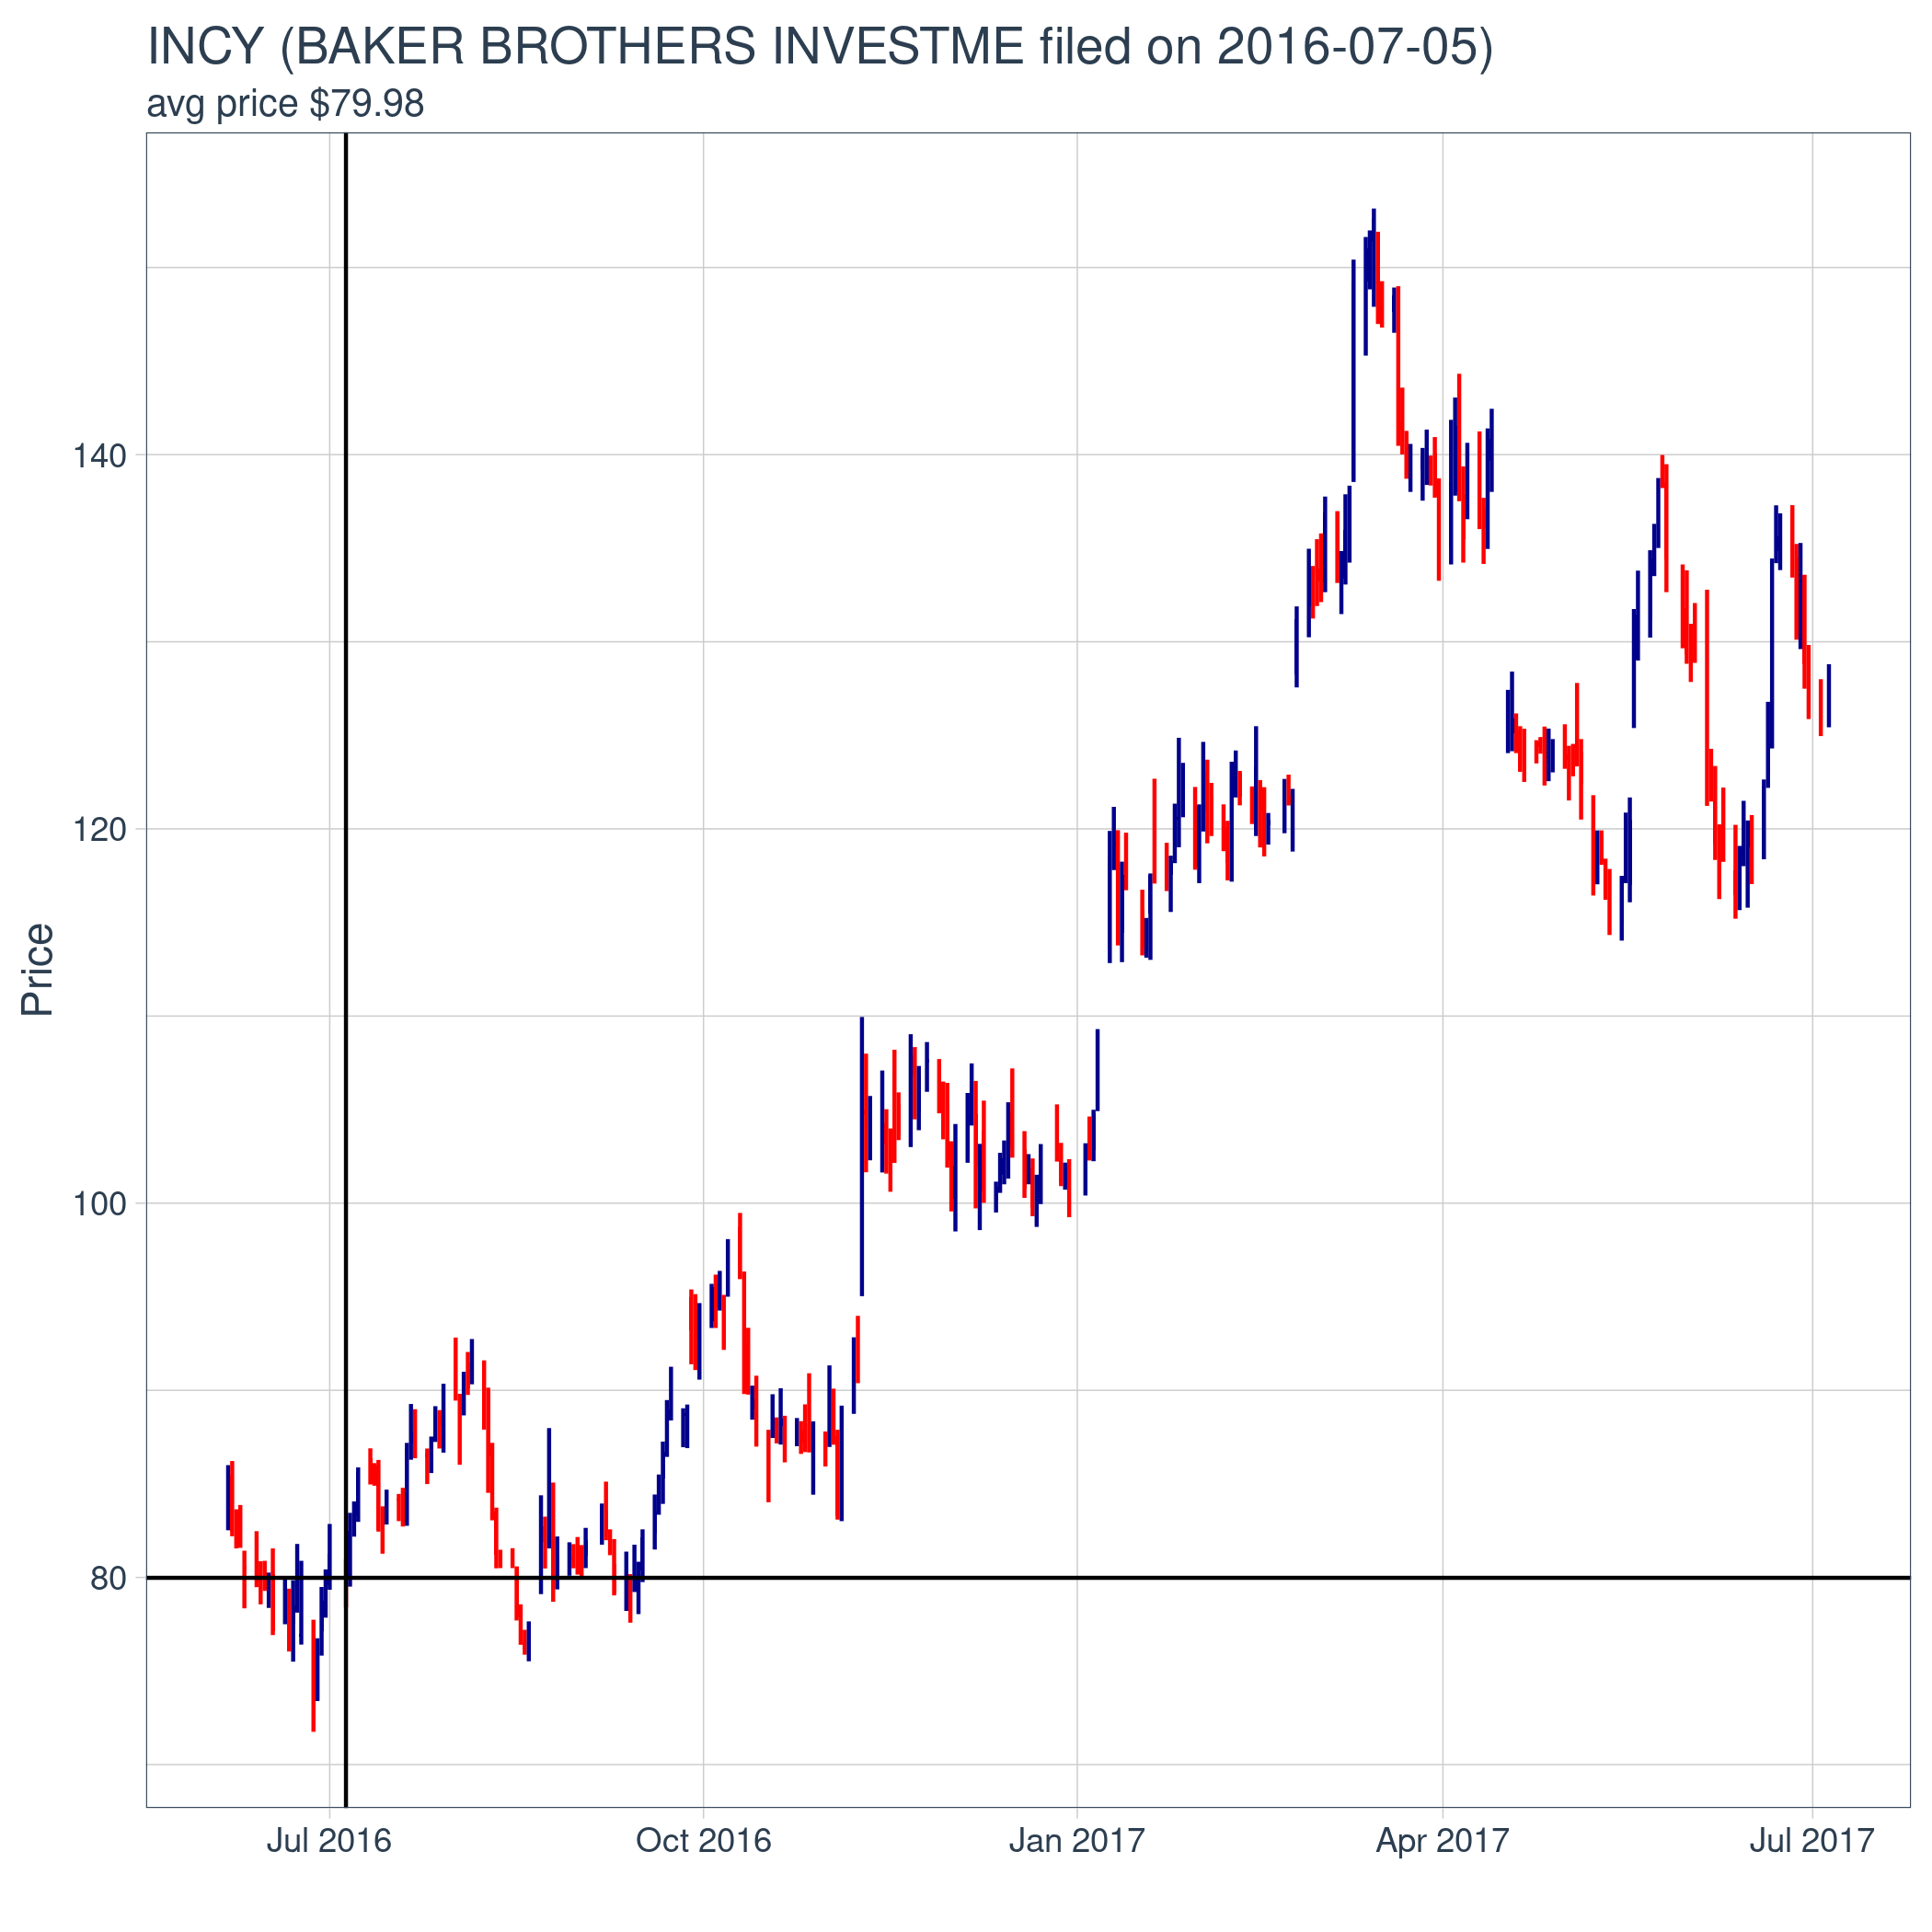 INCY (BAKER BROTHERS INVESTME filed on 2016-07-05)
avg price $79.98
Price
140
120
100
80
Jul 2016
Oct 2016
Jan 2017
Apr 2017
Jul 2017